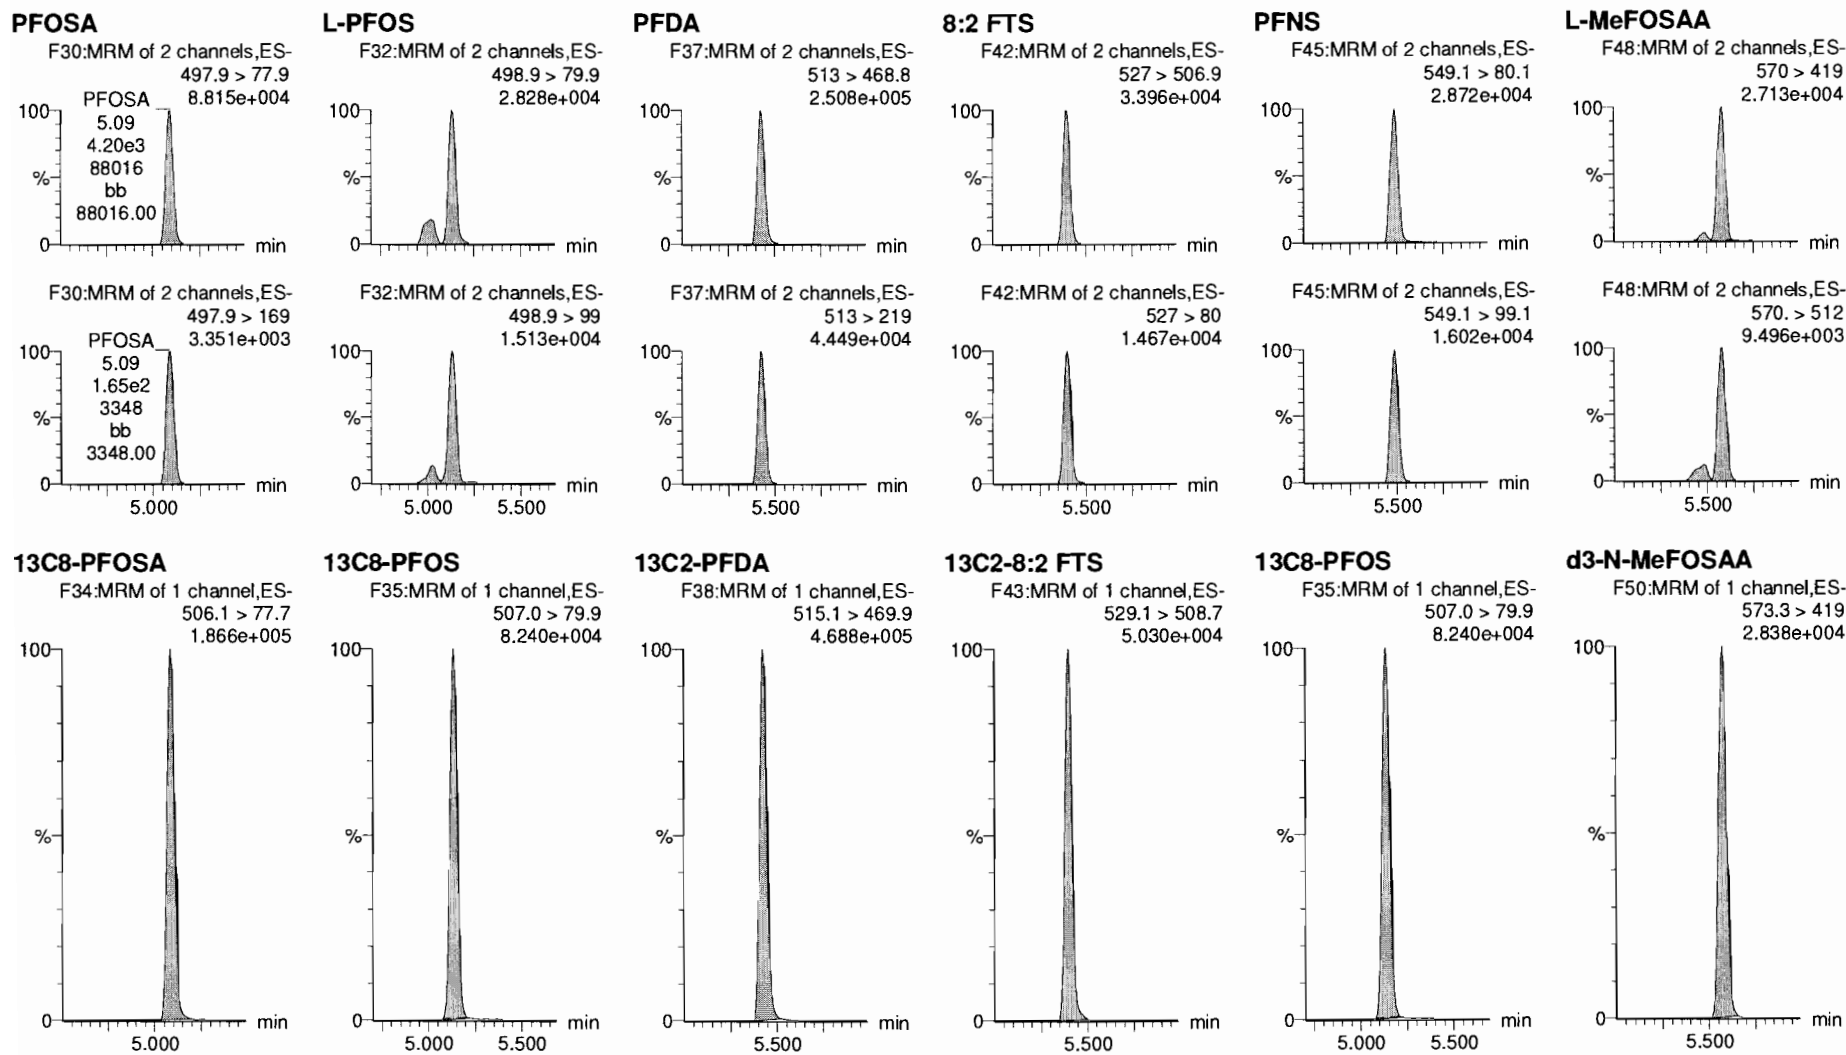 PFOSA
F30:MRM of 2 channels,ES-
497.9 > 77.9
8.815e+004
PFOSA
5.09
4.20e3
88016
bb
88016.00
100
%
0
min
F30:MRM of 2 channels,ES-
497.9 > 169
3.351e+003
PFOSA
5.09
1.65e2
3348
bb
3348.00
100
%
0
min
5.000
L-PFOS
F32:MRM of 2 channels,ES-
498.9 > 79.9
2.828e+004
100
%
0
min
F32:MRM of 2 channels,ES-
498.9 > 99
1.513e+004
100
%
0
min
5.000 5.500
PFDA
F37:MRM of 2 channels,ES-
513 > 468.8
2.508e+005
100
%
0
min
F37:MRM of 2 channels,ES-
513 > 219
4.449e+004
100
%
0
min
5.500
8:2 FTS
F42:MRM of 2 channels,ES-
527 > 506.9
3.396e+004
100
%
0
min
F42:MRM of 2 channels,ES-
527 > 80
1.467e+004
100
%
0
min
5.500
PFNS
F45:MRM of 2 channels,ES-
549.1 > 80.1
2.872e+004
100
%
0
min
F45:MRM of 2 channels,ES-
549.1 > 99.1
1.602e+004
100
%
0
min
5.500
L-MeFOSAA
F48:MRM of 2 channels,ES-
570 > 419
2.713e+004
100
%
0
min
F48:MRM of 2 channels,ES-
570. > 512
9.496e+003
100
%
0
min
5.500
13C8-PFOSA
F34:MRM of 1 channel,ES-
506.1 > 77.7
1.866e+005
100
%
0
min
5.000
13C8-PFOS
F35:MRM of 1 channel,ES-
507.0 > 79.9
8.240e+004
100
%
0
min
5.000 5.500
13C2-PFDA
F38:MRM of 1 channel,ES-
515.1 > 469.9
4.688e+005
100
%
0
min
5.500
13C2-8:2 FTS
F43:MRM of 1 channel,ES-
529.1 > 508.7
5.030e+004
100
%
0
min
5.500
13C8-PFOS
F35:MRM of 1 channel,ES-
507.0 > 79.9
8.240e+004
100
%
0
min
5.000 5.500
d3-N-MeFOSAA
F50:MRM of 1 channel,ES-
573.3 > 419
2.838e+004
100
%
0
min
5.500